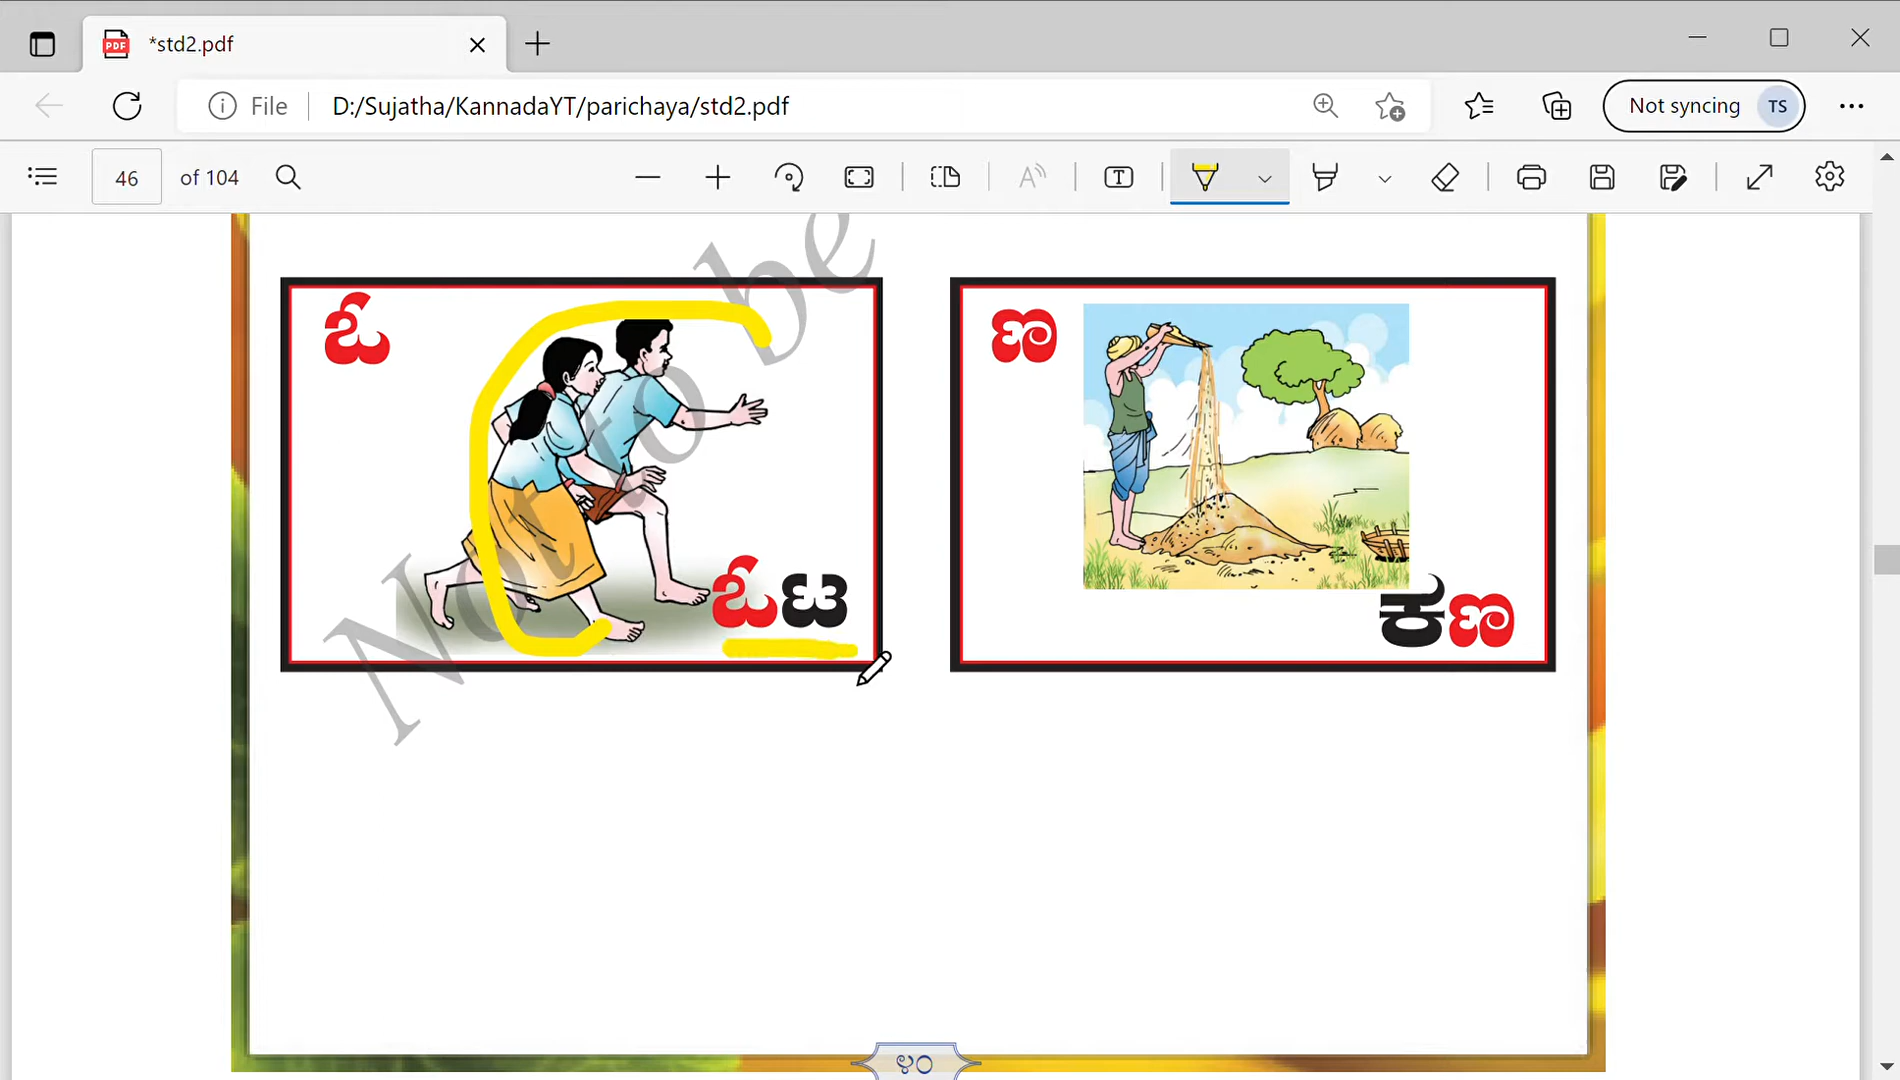 *std2.pdf
File D:/Sujatha/KannadaYT/parichaya/std2.pdf Not syncing TS
46 of 104
Not to be
ಓ
ಓಟ
ಣ
ಕಣ
೪೦